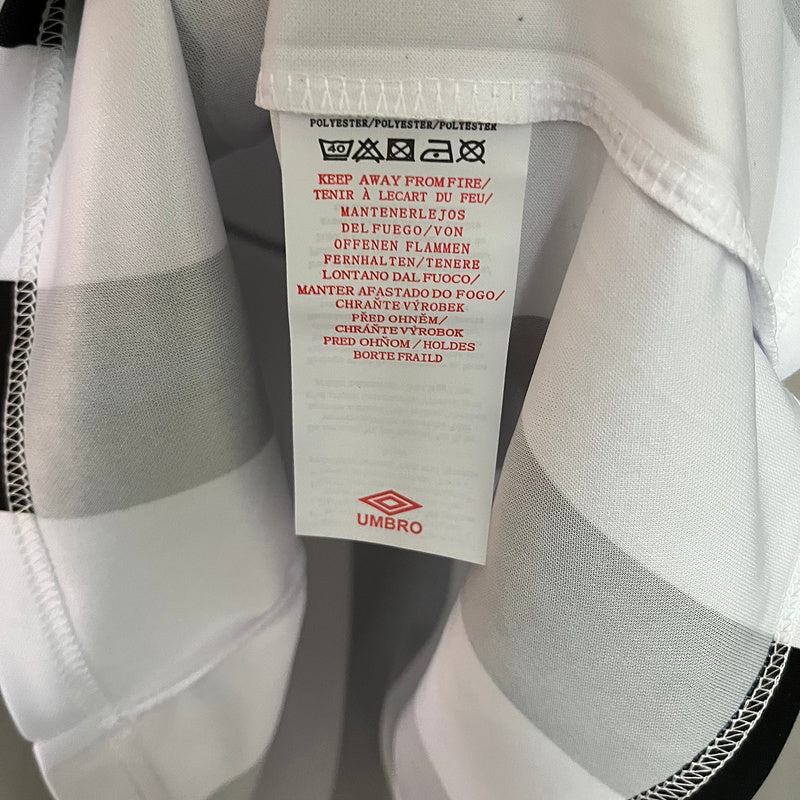 POLYESTER/POLYESTER/POLYESTER
40
KEEP AWAY FROM FIRE/
TENIR À LECART DU FEU/
MANTENERLEJOS
DEL FUEGO/VON
OFFENEN FLAMMEN
FERNHALTEN/TENERE
LONTANO DAL FUOCO/
MANTER AFASTADO DO FOGO/
CHRAŇTE VÝROBEK
PŘED OHNĚM/
CHRÁŇTE VÝROBOK
PRED OHŇOM/HOLDES
BORTE FRAILD
UMBRO